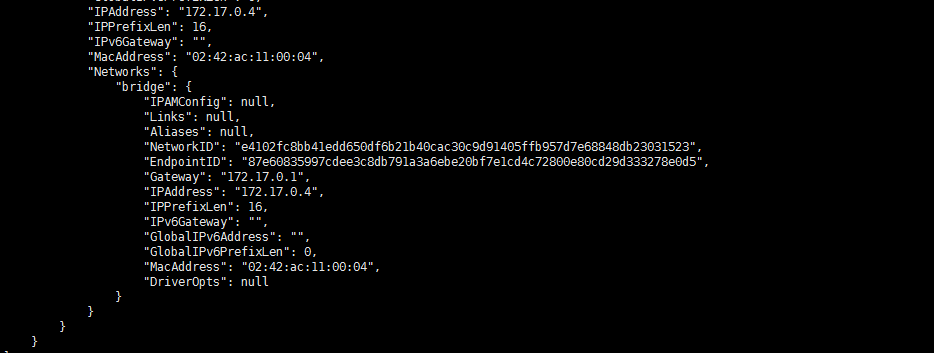 "IPAddress": "172.17.0.4",
"IPPrefixLen": 16,
"IPv6Gateway": "",
"MacAddress": "02:42:ac:11:00:04",
"Networks": {
"bridge": {
"IPAMConfig": null,
"Links": null,
"Aliases": null,
"NetworkID": "e4102fc8bb41edd650df6b21b40cac30c9d91405ffb957d7e68848db23031523",
"EndpointID": "87e60835997cdee3c8db791a3a6ebe20bf7e1cd4c72800e80cd29d333278e0d5",
"Gateway": "172.17.0.1",
"IPAddress": "172.17.0.4",
"IPPrefixLen": 16,
"IPv6Gateway": "",
"GlobalIPv6Address": "",
"GlobalIPv6PrefixLen": 0,
"MacAddress": "02:42:ac:11:00:04",
"DriverOpts": null
}
}
}
}